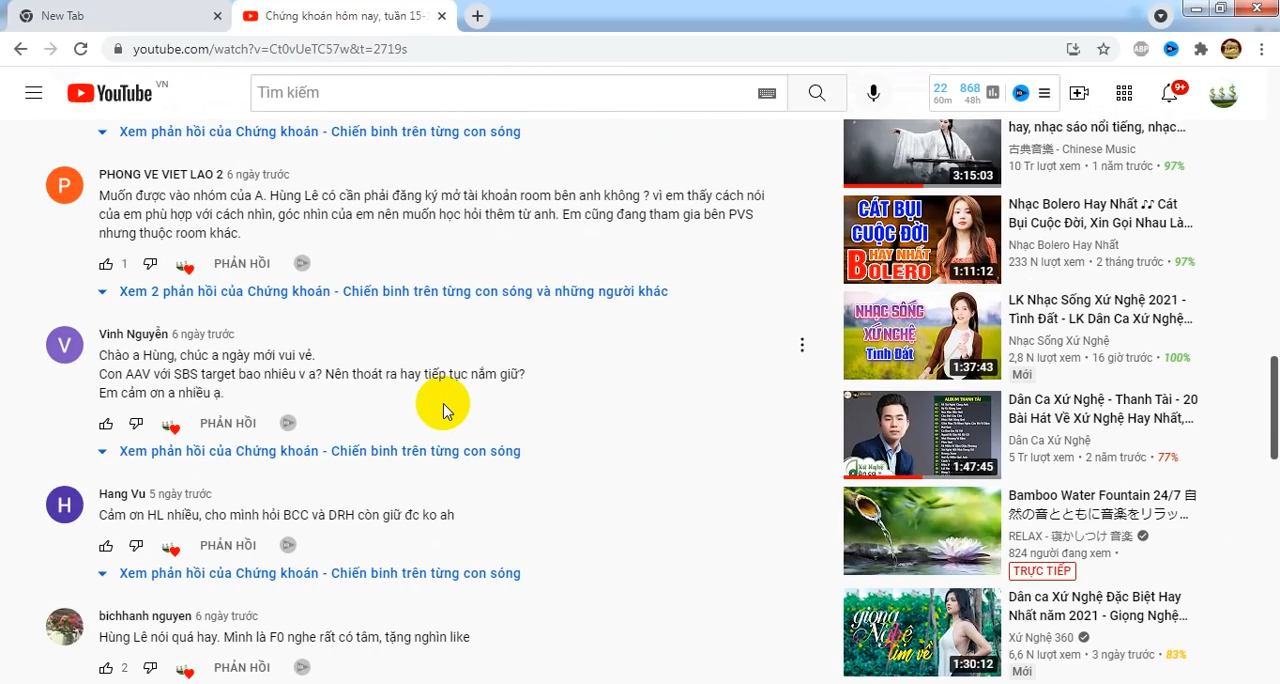 New Tab
Chứng khoán hôm nay, tuần 15-
youtube.com/watch?v=Ct0vUeTC57w&t=2719s
ABP
YouTube VN
Tìm kiếm
22 868
60m 48h
9+
Xem phản hồi của Chứng khoán - Chiến binh trên từng con sóng
P
PHONG VE VIET LAO 2 6 ngày trước
Muốn được vào nhóm của A. Hùng Lê có cần phải đăng ký mở tài khoản room bên anh không ? vì em thấy cách nói
của em phù hợp với cách nhìn, góc nhìn của em nên muốn học hỏi thêm từ anh. Em cũng đang tham gia bên PVS
nhưng thuộc room khác.
1 PHẢN HỒI
Xem 2 phản hồi của Chứng khoán - Chiến binh trên từng con sóng và những người khác
V
Vinh Nguyễn 6 ngày trước
Chào a Hùng, chúc a ngày mới vui vẻ.
Con AAV với SBS target bao nhiêu v a? Nên thoát ra hay tiếp tục nắm giữ?
Em cảm ơn a nhiều ạ.
PHẢN HỒI
Xem phản hồi của Chứng khoán - Chiến binh trên từng con sóng
H
Hang Vu 5 ngày trước
Cảm ơn HL nhiều, cho mình hỏi BCC và DRH còn giữ đc ko ah
PHẢN HỒI
Xem phản hồi của Chứng khoán - Chiến binh trên từng con sóng
bichhanh nguyen 6 ngày trước
Hùng Lê nói quá hay. Mình là F0 nghe rất có tâm, tặng nghìn like
2 PHẢN HỒI
3:15:03
hay, nhạc sáo nổi tiếng, nhạc...
古典音樂 - Chinese Music
10 Tr lượt xem • 1 năm trước • 97%
CÁT BỤI
CUỘC ĐỜI
HAY NHẤT
BOLERO
1:11:12
Nhạc Bolero Hay Nhất ♪♪ Cát
Bụi Cuộc Đời, Xin Gọi Nhau Là...
Nhạc Bolero Hay Nhất
233 N lượt xem • 2 tháng trước • 97%
NHẠC SỐNG
XỨ NGHỆ
Tình Đất
1:37:43
LK Nhạc Sống Xứ Nghệ 2021 -
Tình Đất - LK Dân Ca Xứ Nghệ...
Nhạc Sống Xứ Nghệ
2,8 N lượt xem • 16 giờ trước • 100%
Mới
ALBUM THANH TÀI
1:47:45
Dân Ca Xứ Nghệ - Thanh Tài - 20
Bài Hát Về Xứ Nghệ Hay Nhất,...
Dân Ca Xứ Nghệ
5 Tr lượt xem • 2 năm trước • 77%
Bamboo Water Fountain 24/7 自
然の音とともに音楽をリラッ...
RELAX - 寝かしつけ 音楽
824 người đang xem •
TRỰC TIẾP
giọng
Nghệ
tìm về
1:30:12
Dân ca Xứ Nghệ Đặc Biệt Hay
Nhất năm 2021 - Giọng Nghệ...
Xứ Nghệ 360
6,6 N lượt xem • 3 ngày trước • 83%
Mới